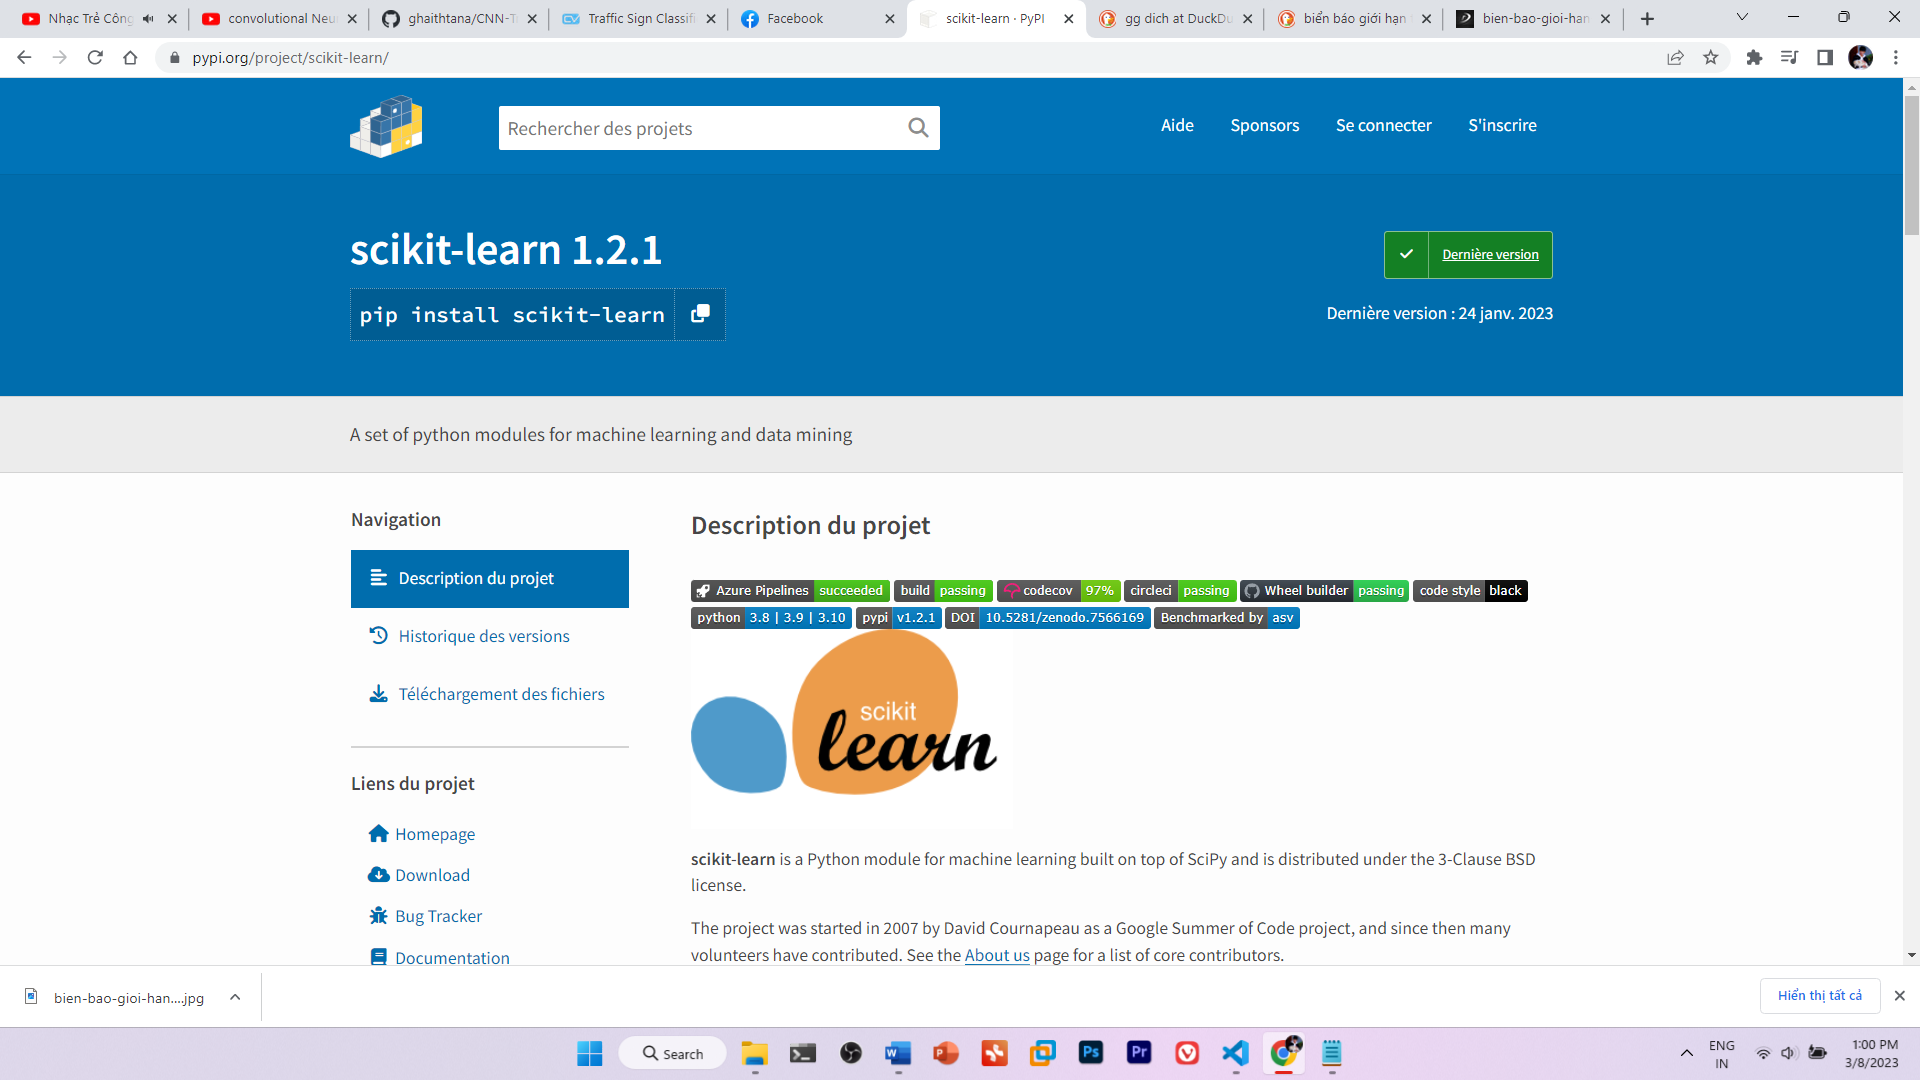 Nhạc Trẻ Công
convolutional Neu
ghaithtana/CNN-T
Traffic Sign Classifi
Facebook
scikit-learn · PyPI
gg dich at DuckDu
biển báo giới hạn
bien-bao-gioi-han
pypi.org/project/scikit-learn/
Rechercher des projets
Aide
Sponsors
Se connecter
S'inscrire
scikit-learn 1.2.1
Dernière version
pip install scikit-learn
Dernière version : 24 janv. 2023
A set of python modules for machine learning and data mining
Navigation
Description du projet
Historique des versions
Téléchargement des fichiers
Liens du projet
Homepage
Download
Bug Tracker
Documentation
Description du projet
Azure Pipelines succeeded build passing codecov 97% circleci passing Wheel builder passing code style black
python 3.8 | 3.9 | 3.10 pypi v1.2.1 DOI 10.5281/zenodo.7566169 Benchmarked by asv
scikit
learn
scikit-learn is a Python module for machine learning built on top of SciPy and is distributed under the 3-Clause BSD
license.
The project was started in 2007 by David Cournapeau as a Google Summer of Code project, and since then many
volunteers have contributed. See the About us page for a list of core contributors.
bien-bao-gioi-han....jpg
Hiển thị tất cả
Search
Ps
Pr
ENG
IN
1:00 PM
3/8/2023